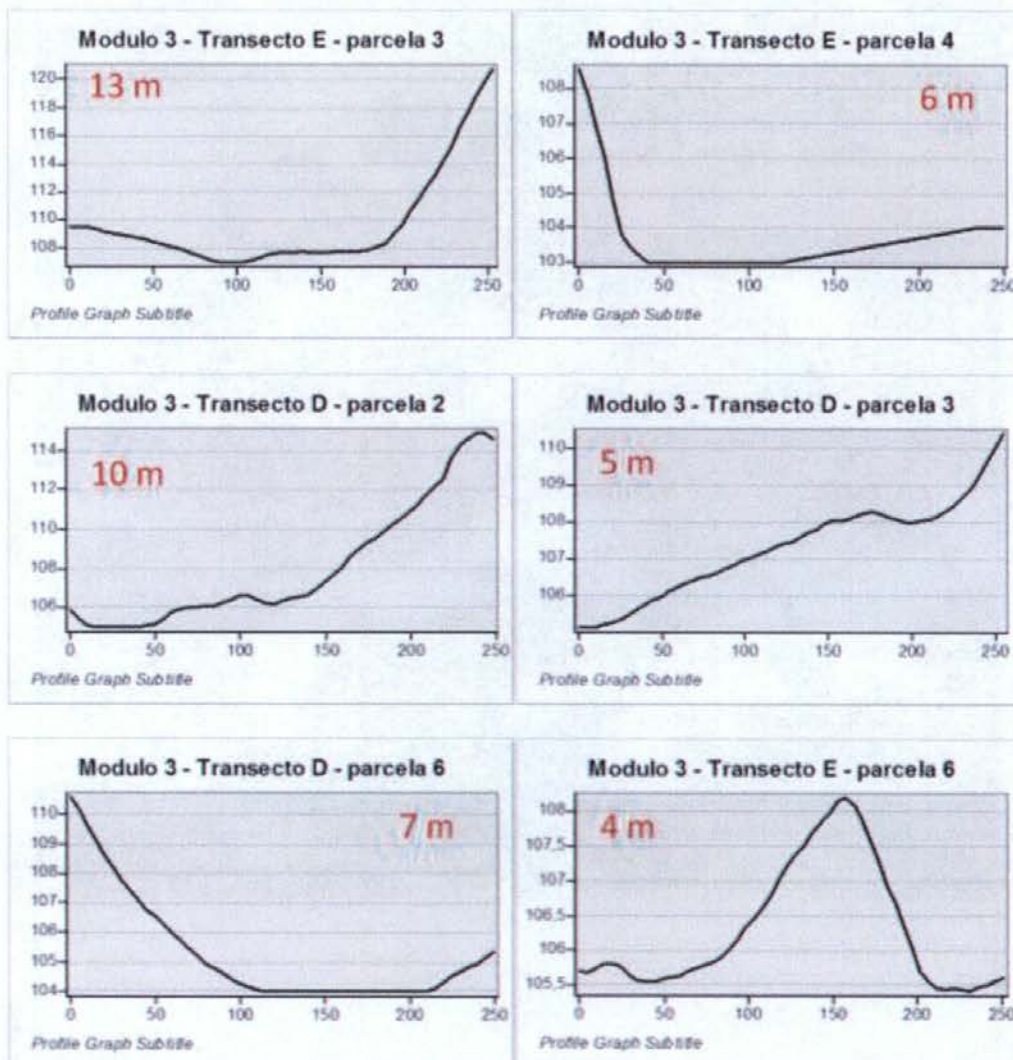 Modulo 3 - Transecto E - parcela 3
13 m
120
118
116
114
112
110
108
0 50 100 150 200 250
Profile Graph Subtitle
Modulo 3 - Transecto E - parcela 4
6 m
108
107
106
105
104
103
0 50 100 150 200 250
Profile Graph Subtitle
Modulo 3 - Transecto D - parcela 2
10 m
114
112
110
108
106
0 50 100 150 200 250
Profile Graph Subtitle
Modulo 3 - Transecto D - parcela 3
5 m
110
109
108
107
106
0 50 100 150 200 250
Profile Graph Subtitle
Modulo 3 - Transecto D - parcela 6
7 m
110
109
108
107
106
105
104
0 50 100 150 200 250
Profile Graph Subtitle
Modulo 3 - Transecto E - parcela 6
4 m
108
107,5
107
106,5
106
105,5
0 50 100 150 200 250
Profile Graph Subtitle